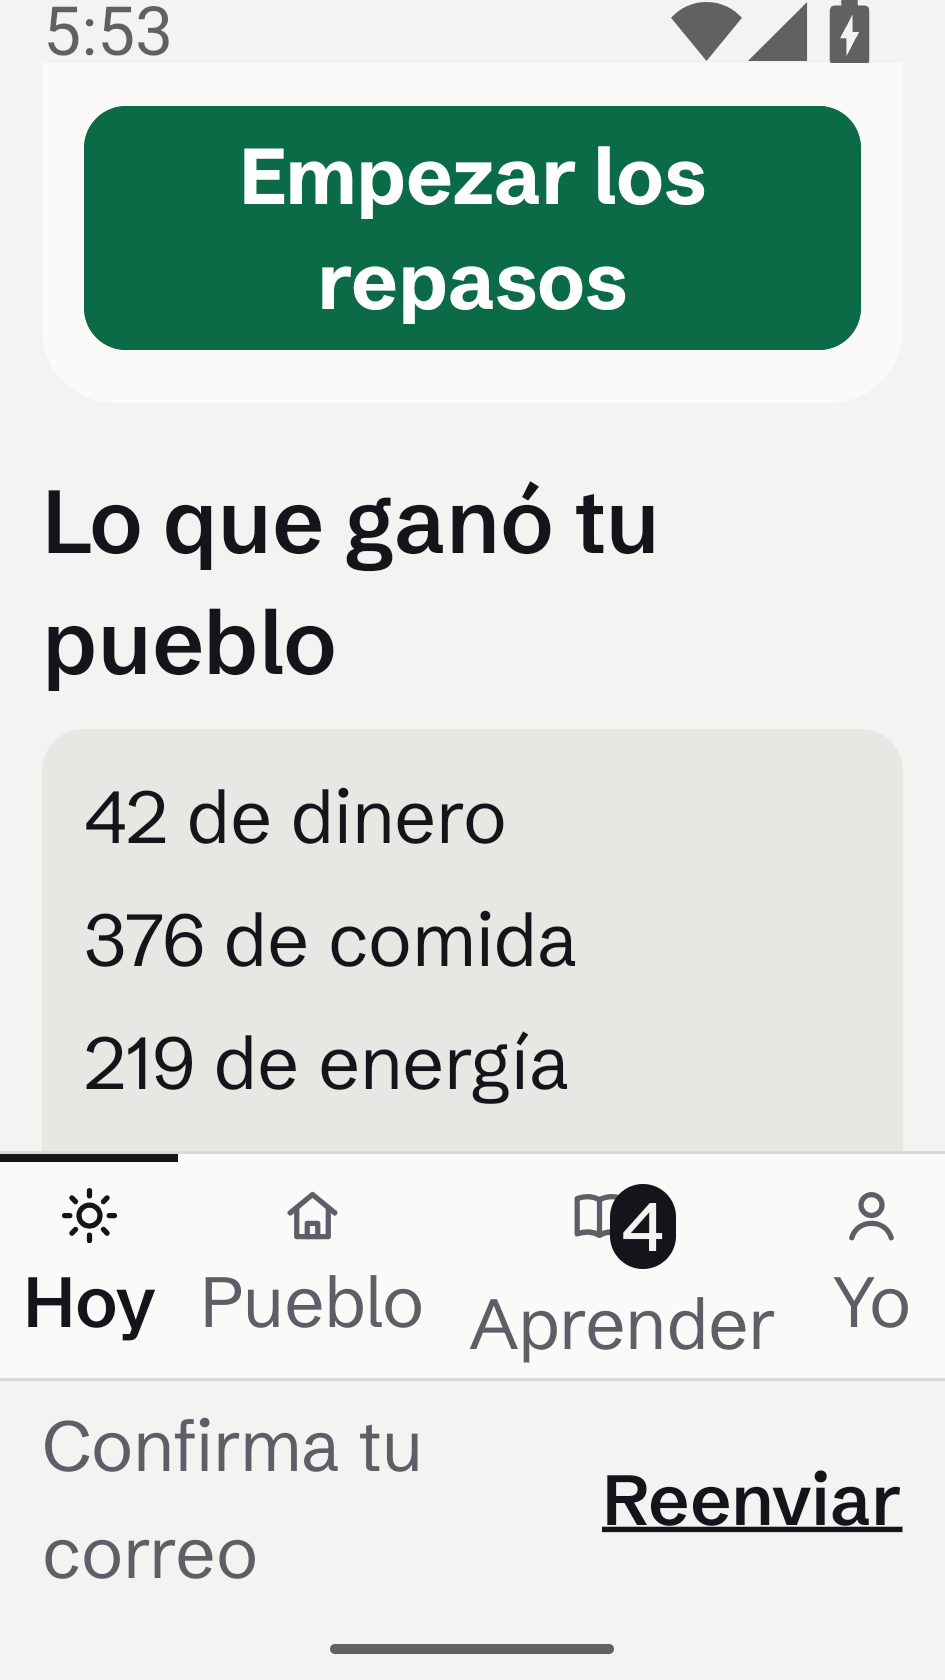 5:53
Empezar los
repasos
Lo que ganó tu
pueblo
42 de dinero
376 de comida
219 de energía
Hoy
Pueblo
4
Aprender
Yo
Confirma tu
correo
Reenviar